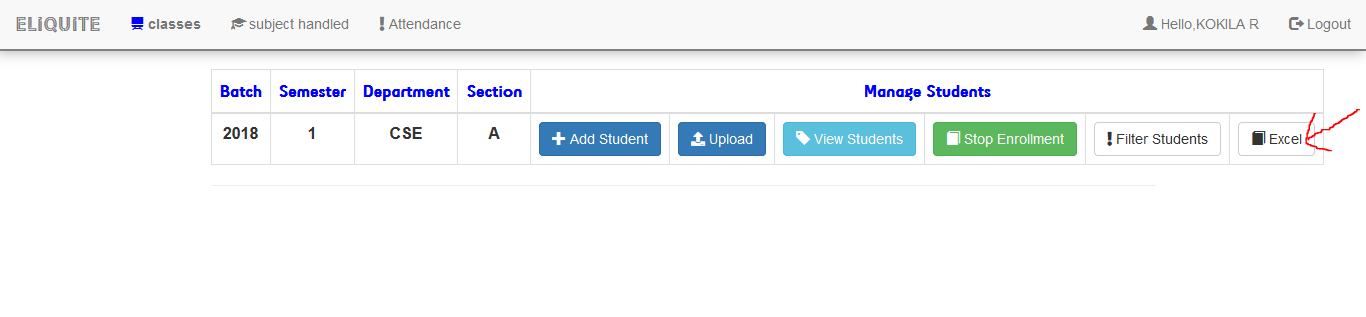 ELIQUITE classes subject handled Attendance Hello,KOKILA R Logout
Batch Semester Department Section Manage Students
2018 1 CSE A Add Student Upload View Students Stop Enrollment Filter Students Excel